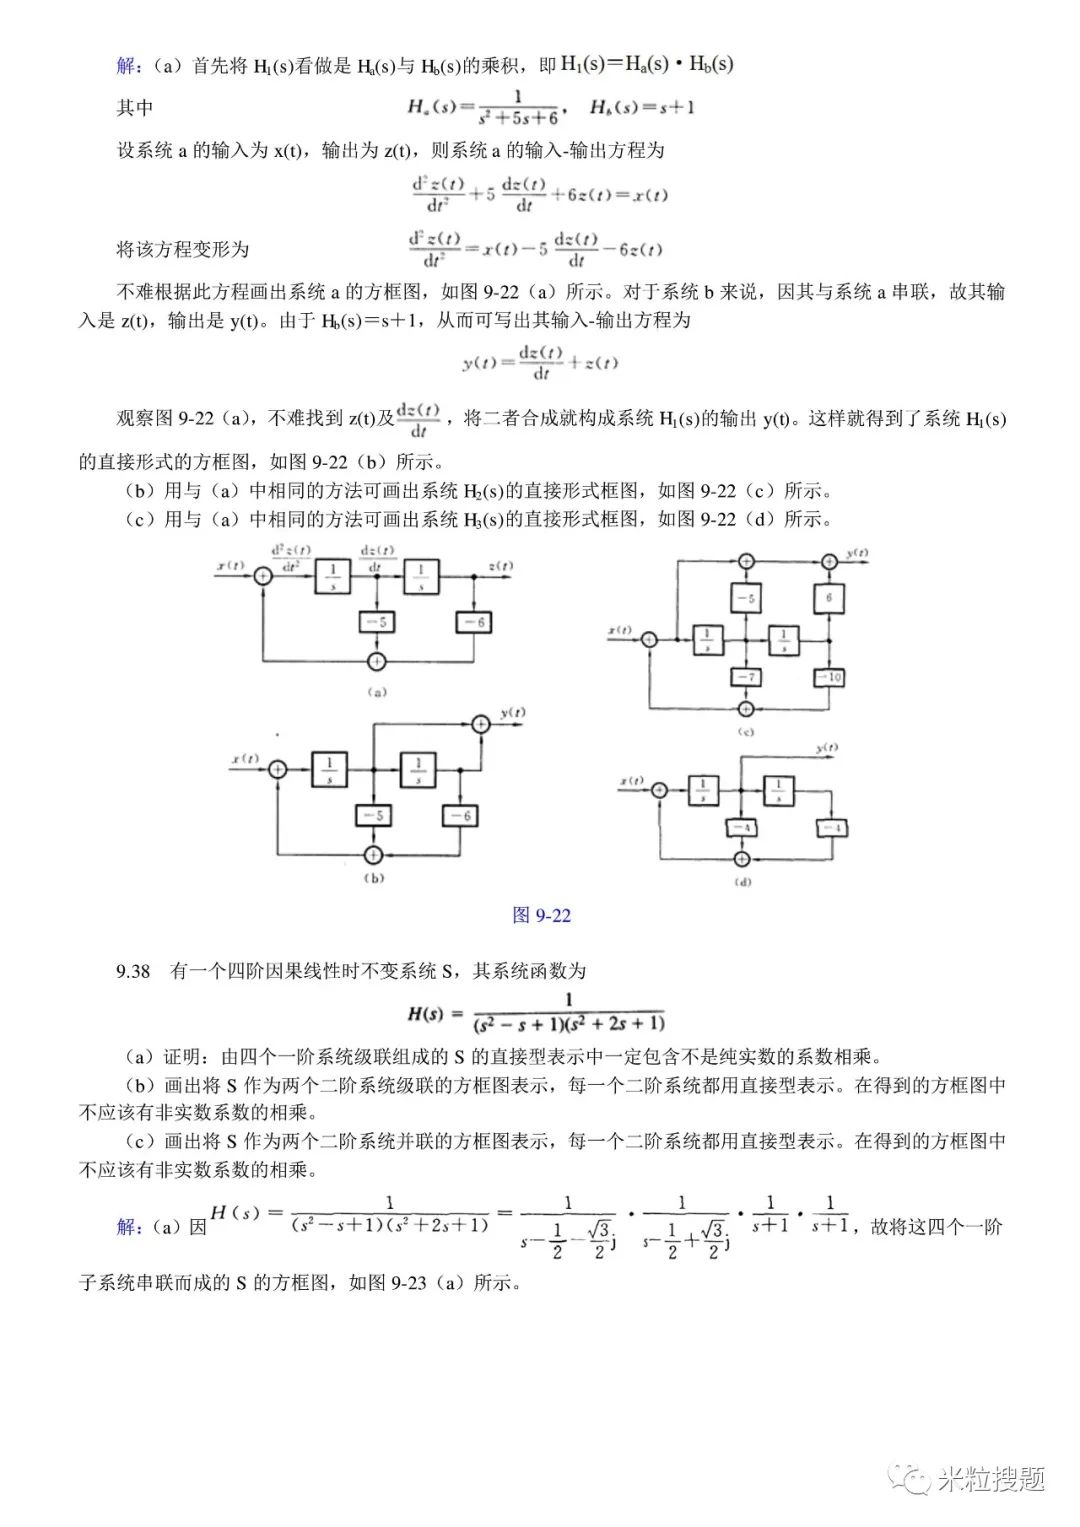 解:（a）首先将 H₁(s)看做是 Hₐ(s)与 H_b(s)的乘积，即 H₁(s)＝Hₐ(s)・H_b(s)
其中 Hₐ(s)＝1/(s²＋5s＋6)， H_b(s)＝s＋1
设系统 a 的输入为 x(t)，输出为 z(t)，则系统 a 的输入-输出方程为
d²z(t)/dt²＋5 dz(t)/dt＋6z(t)＝x(t)
将该方程变形为 d²z(t)/dt²＝x(t)－5 dz(t)/dt－6z(t)
不难根据此方程画出系统 a 的方框图，如图 9-22（a）所示。对于系统 b 来说，因其与系统 a 串联，故其输
入是 z(t)，输出是 y(t)。由于 H_b(s)＝s＋1，从而可写出其输入-输出方程为
y(t)＝dz(t)/dt＋z(t)
观察图 9-22（a），不难找到 z(t)及 dz(t)/dt ，将二者合成就构成系统 H₁(s)的输出 y(t)。这样就得到了系统 H₁(s)
的直接形式的方框图，如图 9-22（b）所示。
（b）用与（a）中相同的方法可画出系统 H₂(s)的直接形式框图，如图 9-22（c）所示。
（c）用与（a）中相同的方法可画出系统 H₃(s)的直接形式框图，如图 9-22（d）所示。
x(t) + d²z(t)/dt² 1/s dz(t)/dt 1/s z(t)
－5 －6
+
(a)
y(t)
+ +
－5 6
x(t) + 1/s 1/s
－7 －10
+
(c)
+ y(t)
x(t) + 1/s 1/s
－5 －6
+
(b)
y(t)
x(t) + 1/s 1/s
－4 －4
+
(d)
图 9-22
9.38 有一个四阶因果线性时不变系统 S，其系统函数为
H(s) = 1/((s² − s + 1)(s² + 2s + 1))
（a）证明：由四个一阶系统级联组成的 S 的直接型表示中一定包含不是纯实数的系数相乘。
（b）画出将 S 作为两个二阶系统级联的方框图表示，每一个二阶系统都用直接型表示。在得到的方框图中
不应该有非实数系数的相乘。
（c）画出将 S 作为两个二阶系统并联的方框图表示，每一个二阶系统都用直接型表示。在得到的方框图中
不应该有非实数系数的相乘。
解:（a）因 H(s)＝1/((s²－s＋1)(s²＋2s＋1))＝1/(s－1/2－(√3/2)j)・1/(s－1/2＋(√3/2)j)・1/(s＋1)・1/(s＋1)，故将这四个一阶
子系统串联而成的 S 的方框图，如图 9-23（a）所示。
米粒搜题